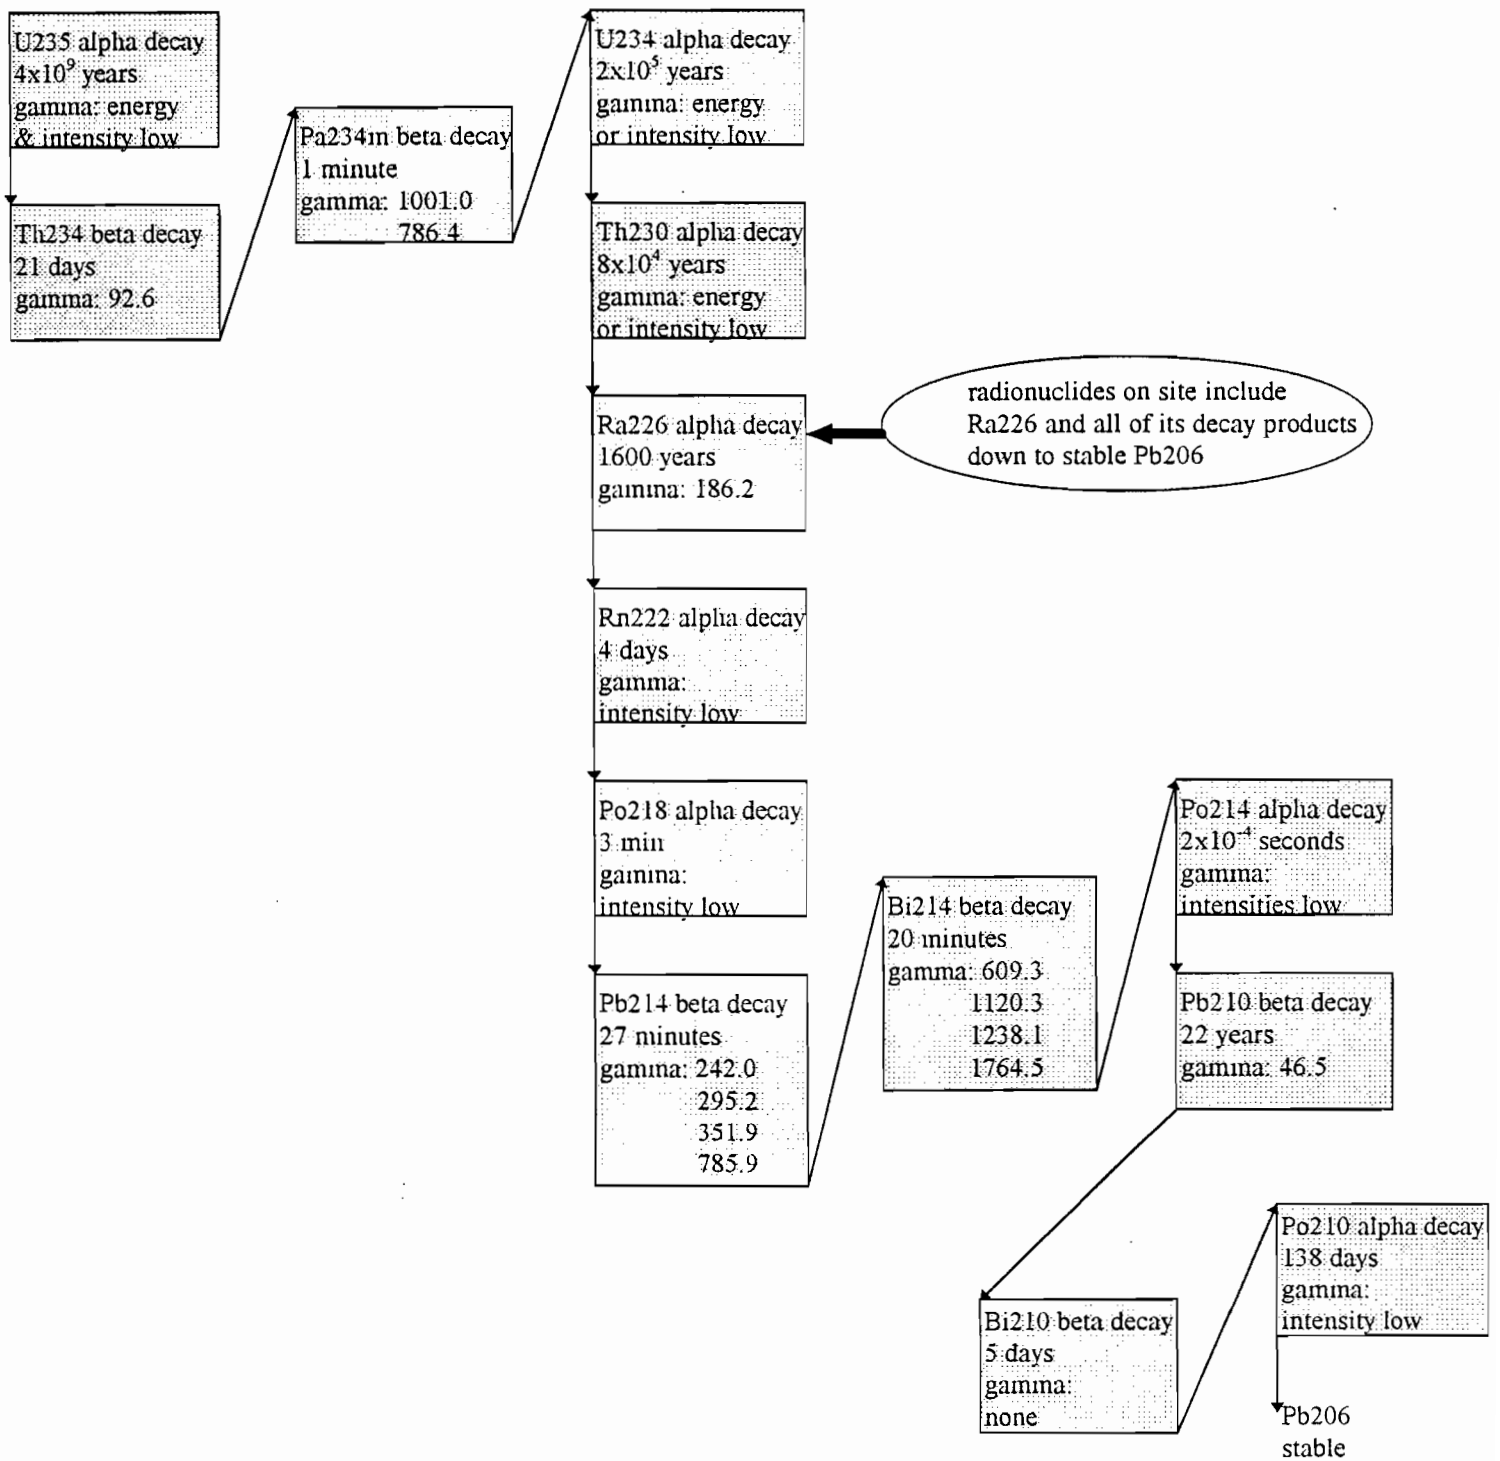 U235 alpha decay
4x10⁹ years
gamma: energy
& intensity low
Th234 beta decay
21 days
gamma: 92.6
Pa234m beta decay
1 minute
gamma: 1001.0
786.4
U234 alpha decay
2x10⁵ years
gamma: energy
or intensity low
Th230 alpha decay
8x10⁴ years
gamma: energy
or intensity low
Ra226 alpha decay
1600 years
gamma: 186.2
radionuclides on site include
Ra226 and all of its decay products
down to stable Pb206
Rn222 alpha decay
4 days
gamma:
intensity low
Po218 alpha decay
3 min
gamma:
intensity low
Pb214 beta decay
27 minutes
gamma: 242.0
295.2
351.9
785.9
Bi214 beta decay
20 minutes
gamma: 609.3
1120.3
1238.1
1764.5
Po214 alpha decay
2x10⁻⁴ seconds
gamma:
intensities low
Pb210 beta decay
22 years
gamma: 46.5
Bi210 beta decay
5 days
gamma:
none
Po210 alpha decay
138 days
gamma:
intensity low
Pb206
stable